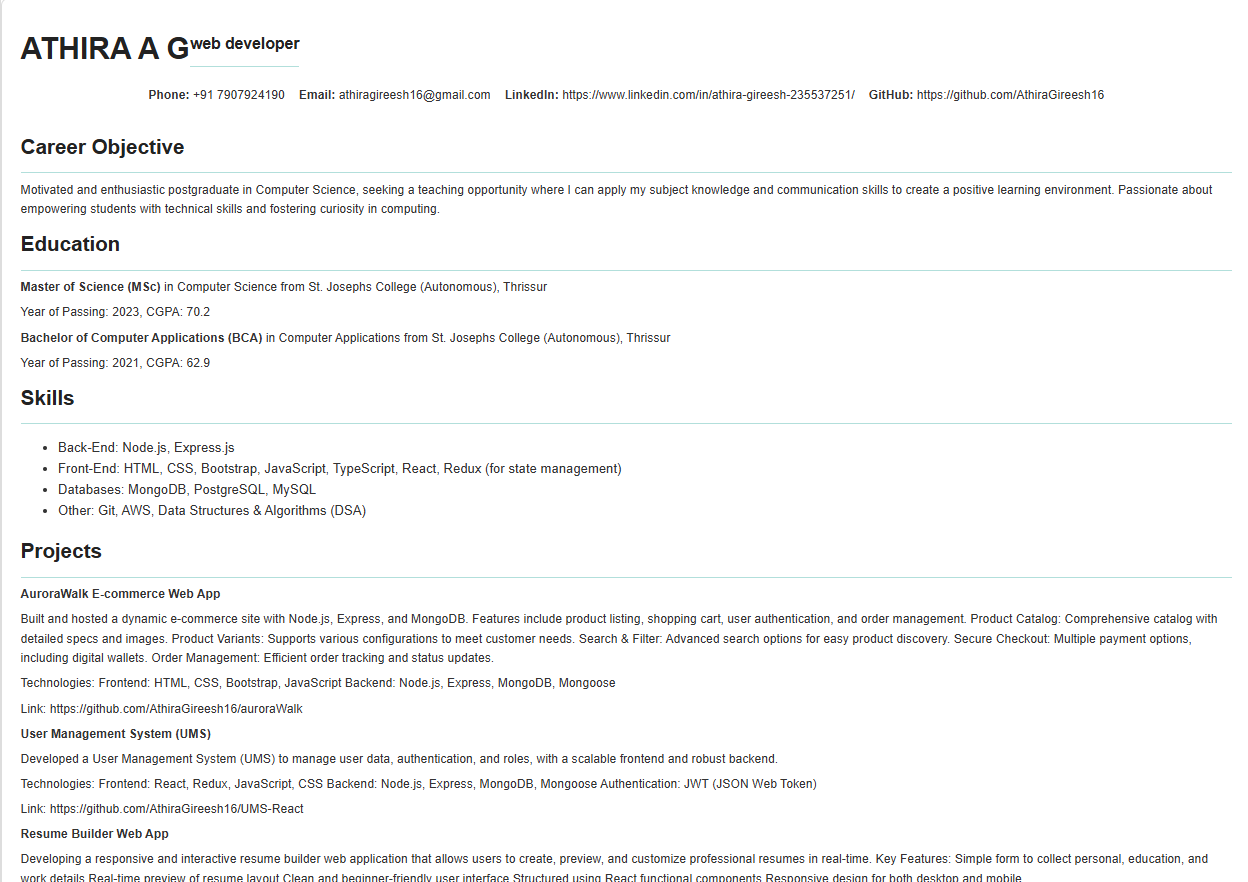 ATHIRA A G web developer
Phone: +91 7907924190 Email: athiragireesh16@gmail.com LinkedIn: https://www.linkedin.com/in/athira-gireesh-235537251/ GitHub: https://github.com/AthiraGireesh16
Career Objective
Motivated and enthusiastic postgraduate in Computer Science, seeking a teaching opportunity where I can apply my subject knowledge and communication skills to create a positive learning environment. Passionate about
empowering students with technical skills and fostering curiosity in computing.
Education
Master of Science (MSc) in Computer Science from St. Josephs College (Autonomous), Thrissur
Year of Passing: 2023, CGPA: 70.2
Bachelor of Computer Applications (BCA) in Computer Applications from St. Josephs College (Autonomous), Thrissur
Year of Passing: 2021, CGPA: 62.9
Skills
• Back-End: Node.js, Express.js
• Front-End: HTML, CSS, Bootstrap, JavaScript, TypeScript, React, Redux (for state management)
• Databases: MongoDB, PostgreSQL, MySQL
• Other: Git, AWS, Data Structures & Algorithms (DSA)
Projects
AuroraWalk E-commerce Web App
Built and hosted a dynamic e-commerce site with Node.js, Express, and MongoDB. Features include product listing, shopping cart, user authentication, and order management. Product Catalog: Comprehensive catalog with
detailed specs and images. Product Variants: Supports various configurations to meet customer needs. Search & Filter: Advanced search options for easy product discovery. Secure Checkout: Multiple payment options,
including digital wallets. Order Management: Efficient order tracking and status updates.
Technologies: Frontend: HTML, CSS, Bootstrap, JavaScript Backend: Node.js, Express, MongoDB, Mongoose
Link: https://github.com/AthiraGireesh16/auroraWalk
User Management System (UMS)
Developed a User Management System (UMS) to manage user data, authentication, and roles, with a scalable frontend and robust backend.
Technologies: Frontend: React, Redux, JavaScript, CSS Backend: Node.js, Express, MongoDB, Mongoose Authentication: JWT (JSON Web Token)
Link: https://github.com/AthiraGireesh16/UMS-React
Resume Builder Web App
Developing a responsive and interactive resume builder web application that allows users to create, preview, and customize professional resumes in real-time. Key Features: Simple form to collect personal, education, and
work details Real-time preview of resume layout Clean and beginner-friendly user interface Structured using React functional components Responsive design for both desktop and mobile